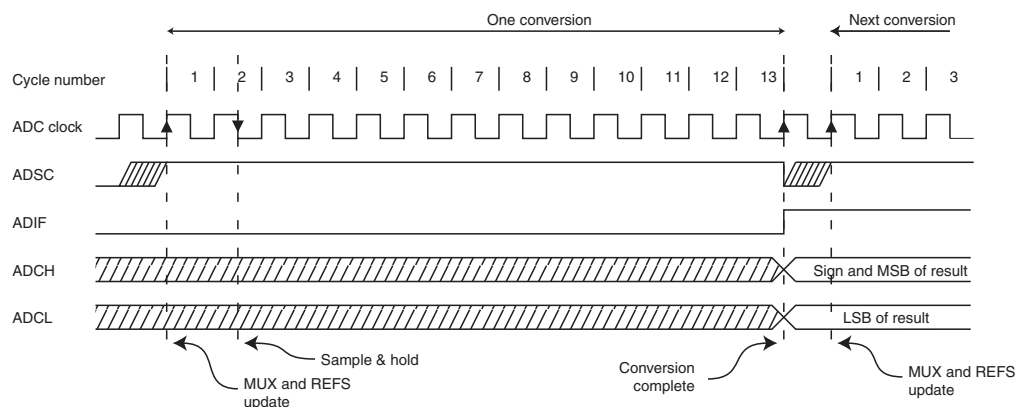 One conversion
Next conversion
Cycle number 1 2 3 4 5 6 7 8 9 10 11 12 13 1 2 3
ADC clock
ADSC
ADIF
ADCH
Sign and MSB of result
ADCL
LSB of result
Sample & hold
MUX and REFS
update
Conversion
complete
MUX and REFS
update